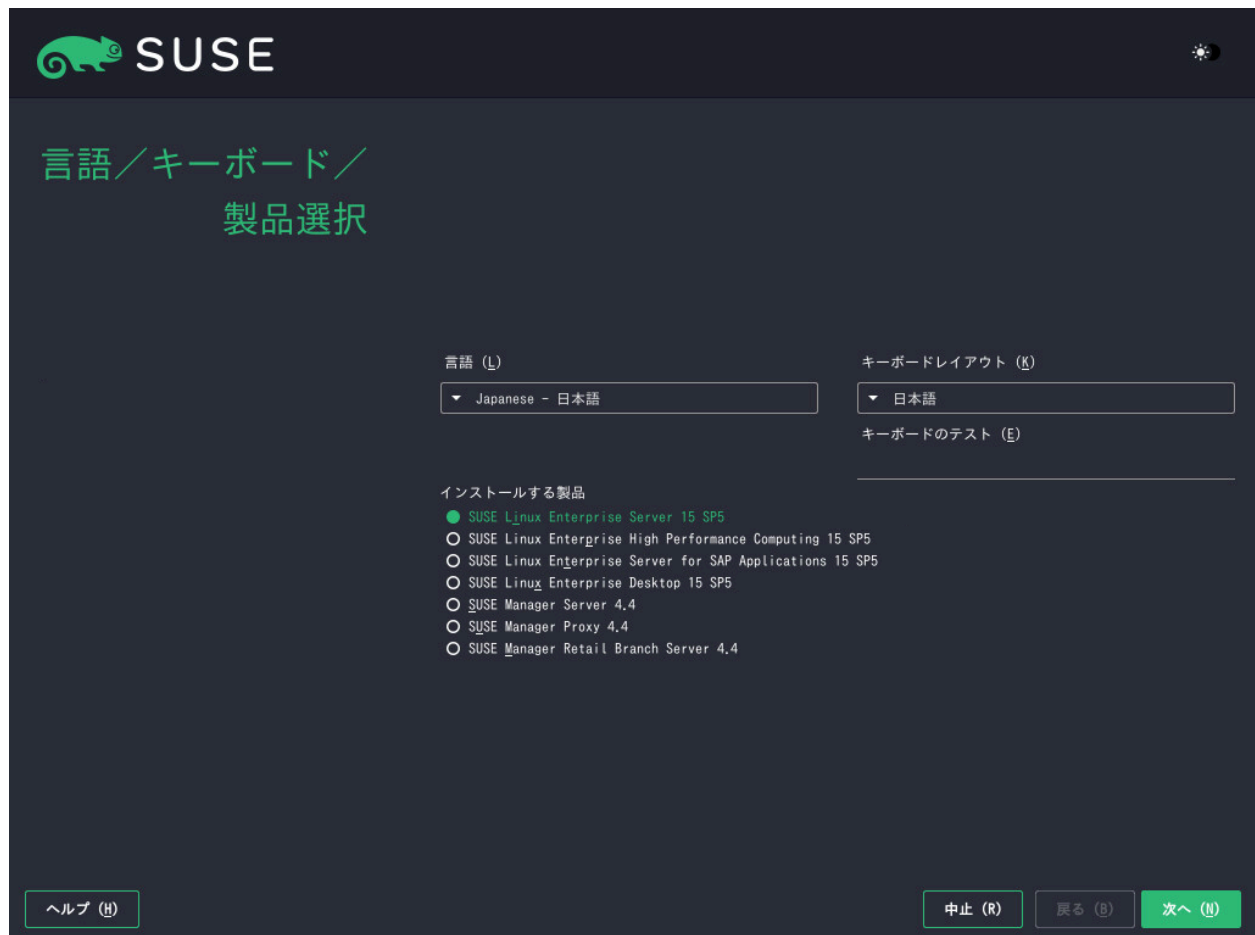 SUSE
言語／キーボード／
製品選択
言語 (L)
キーボードレイアウト (K)
Japanese - 日本語
日本語
キーボードのテスト (E)
インストールする製品
SUSE Linux Enterprise Server 15 SP5
SUSE Linux Enterprise High Performance Computing 15 SP5
SUSE Linux Enterprise Server for SAP Applications 15 SP5
SUSE Linux Enterprise Desktop 15 SP5
SUSE Manager Server 4.4
SUSE Manager Proxy 4.4
SUSE Manager Retail Branch Server 4.4
ヘルプ (H)
中止 (R)
戻る (B)
次へ (N)